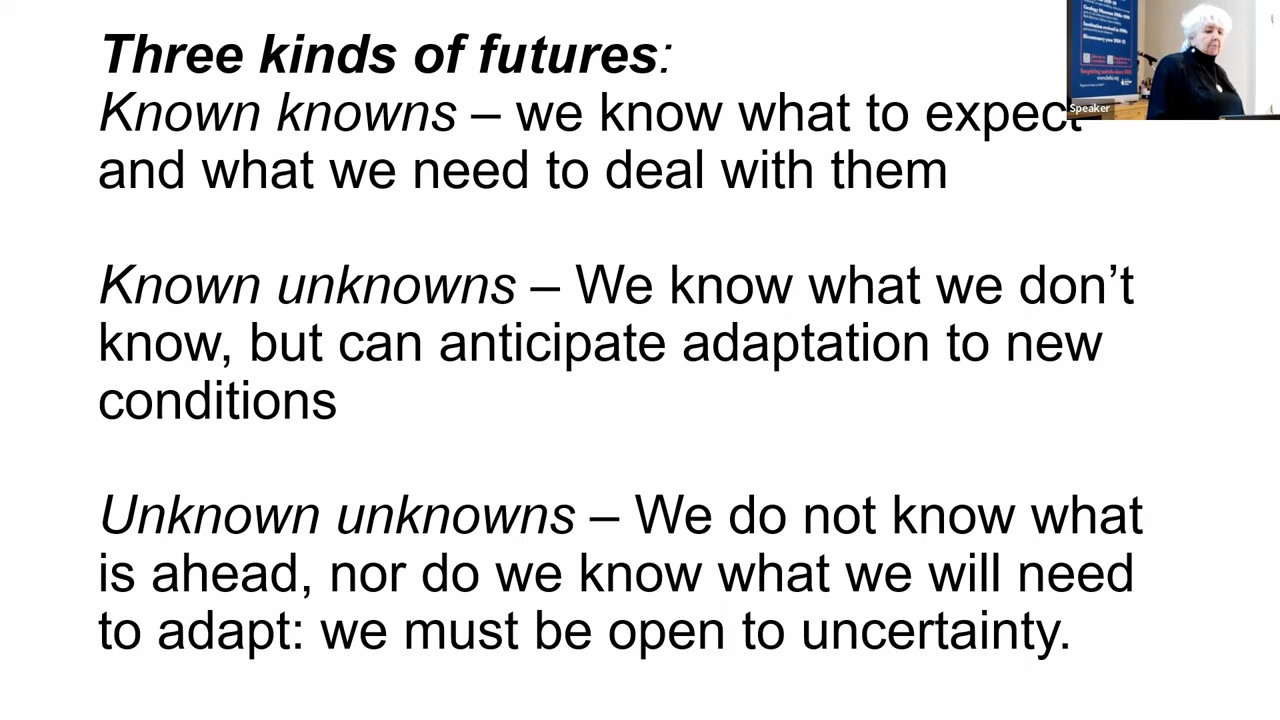 Three kinds of futures:
Known knowns – we know what to expect
and what we need to deal with them
Known unknowns – We know what we don’t
know, but can anticipate adaptation to new
conditions
Unknown unknowns – We do not know what
is ahead, nor do we know what we will need
to adapt: we must be open to uncertainty.
Speaker